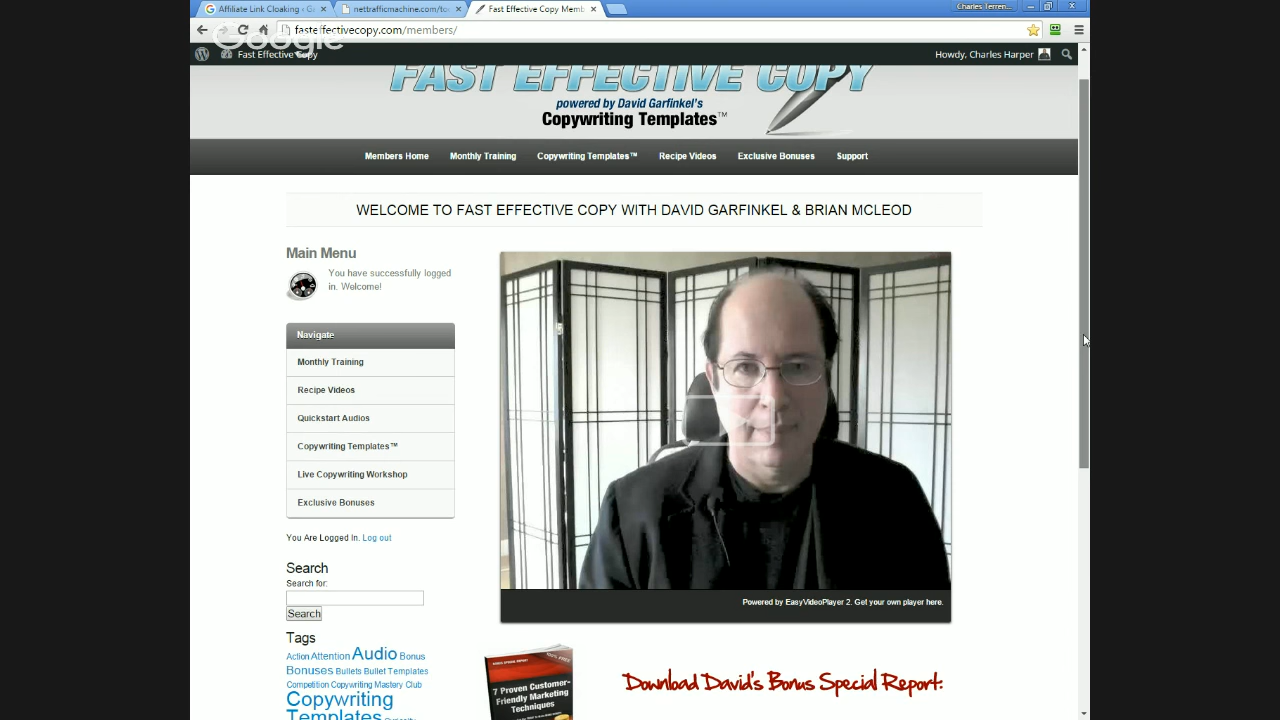 Affiliate Link Cloaking ‹ G
nettrafficmachine.com/to
Fast Effective Copy Memb
Charles Terren...
fasteffectivecopy.com/members/
Google
Fast Effective Copy
Howdy, Charles Harper
FAST EFFECTIVE COPY
powered by David Garfinkel's
Copywriting Templates™
Members Home
Monthly Training
Copywriting Templates™
Recipe Videos
Exclusive Bonuses
Support
WELCOME TO FAST EFFECTIVE COPY WITH DAVID GARFINKEL & BRIAN MCLEOD
Main Menu
You have successfully logged
in. Welcome!
Navigate
Monthly Training
Recipe Videos
Quickstart Audios
Copywriting Templates™
Live Copywriting Workshop
Exclusive Bonuses
You Are Logged In. Log out
Search
Search for:
Search
Tags
Action Attention Audio Bonus
Bonuses Bullets Bullet Templates
Competition Copywriting Mastery Club
Copywriting
Templates
Powered by EasyVideoPlayer 2. Get your own player here.
100% FREE
7 Proven Customer-
Friendly Marketing
Techniques
Download David's Bonus Special Report: